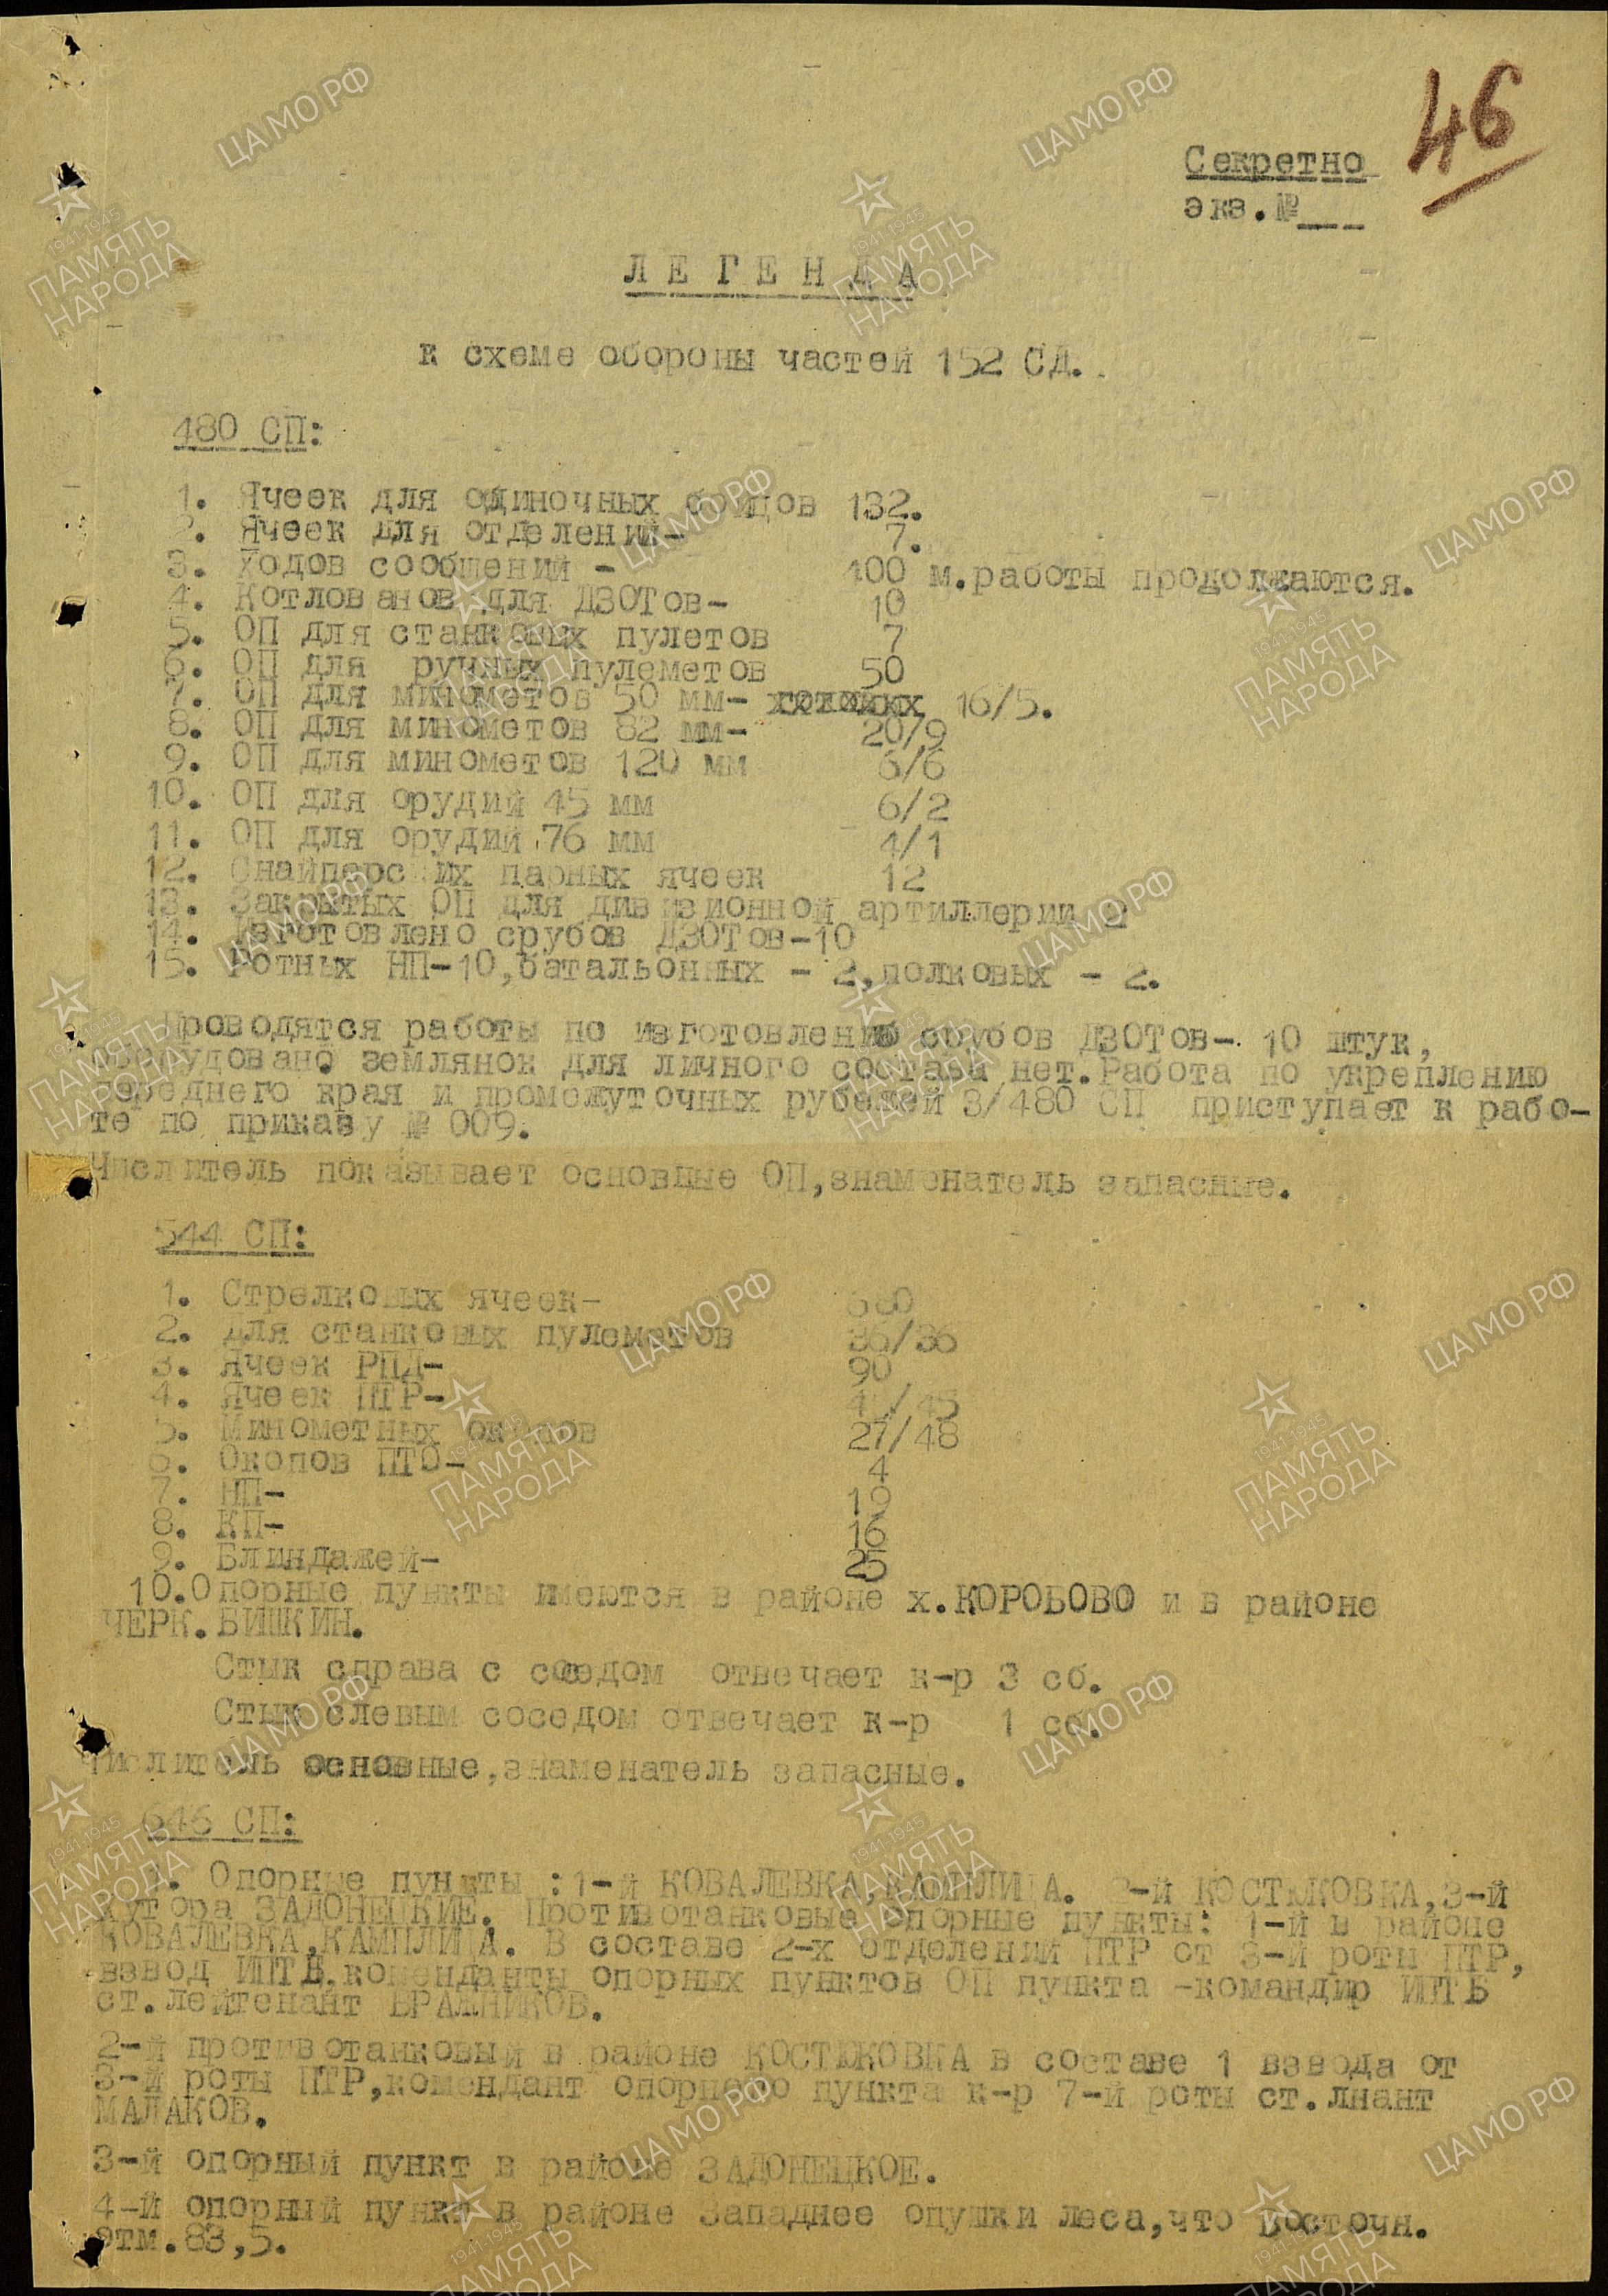 46
Секретно
экз.№___
ЛЕГЕНДА
к схеме обороны частей 152 СД.
480 СП:
1. Ячеек для одиночных бойцов 132.
2. Ячеек для отделений- 7.
3. Ходов сообщений - 100 м.работы продолжаются.
4. Котлованов для ДЗОТов- 10
5. ОП для станковых пулетов 7
6. ОП для ручных пулеметов 50
7. ОП для минометов 50 мм- 16/5.
8. ОП для минометов 82 мм- 20/9
9. ОП для минометов 120 мм 6/6
10. ОП для орудий 45 мм 6/2
11. ОП для орудий 76 мм 4/1
12. Снайперских парных ячеек 12
13. Закрытых ОП для дивизионной артиллерии 2
14. Изготовлено срубов ДЗОТов-10
15. Ротных НП-10,батальонных - 2,полковых - 2.
Проводятся работы по изготовлению срубов ДЗОТов- 10 штук,
оборудовано землянок для личного состава нет.Работа по укреплению
переднего края и промежуточных рубежей 3/480 СП приступает к рабо-
те по приказу № 009.
Числитель показывает основные ОП,знаменатель запасные.
544 СП:
1. Стрелковых ячеек-
2. для станковых пулеметов 36/36
3. Ячеек РПД- 90
4. Ячеек ПТР-
5. Минометных окопов 27/48
6. Окопов ПТО- 4
7. НП- 19
8. КП- 16
9. Блиндажей- 25
10.Опорные пункты имеются в районе х.КОРОБОВО и в районе
ЧЕРК.БИШКИН.
Стык справа с соседом отвечает к-р 3 сб.
Стык слевым соседом отвечает к-р 1 сб.
Числитель основные,знаменатель запасные.
646 СП:
1. Опорные пункты :1-й КОВАЛЕВКА,КАМПЛИЦА. 2-й КОСТЮКОВКА,3-й
хутора ЗАДОНЕЦКИЕ. Противотанковые опорные пункты: 1-й в районе
КОВАЛЕВКА,КАМПЛИЦА. В составе 2-х отделений ПТР от 3-й роты ПТР,
взвод ИПТБ,коменданты опорных пунктов ОП пункта -командир ИПТБ
ст.лейтенант БРАЖНИКОВ.
2-й противотанковый в районе КОСТЮКОВКА в составе 1 взвода от
3-й роты ПТР,комендант опорного пункта к-р 7-й роты ст.лнант
МАЛАКОВ.
3-й опорный пункт в районе ЗАДОНЕЦКОЕ.
4-й опорный пункт в районе Западнее опушки леса,что Восточн.
отм.83,5.